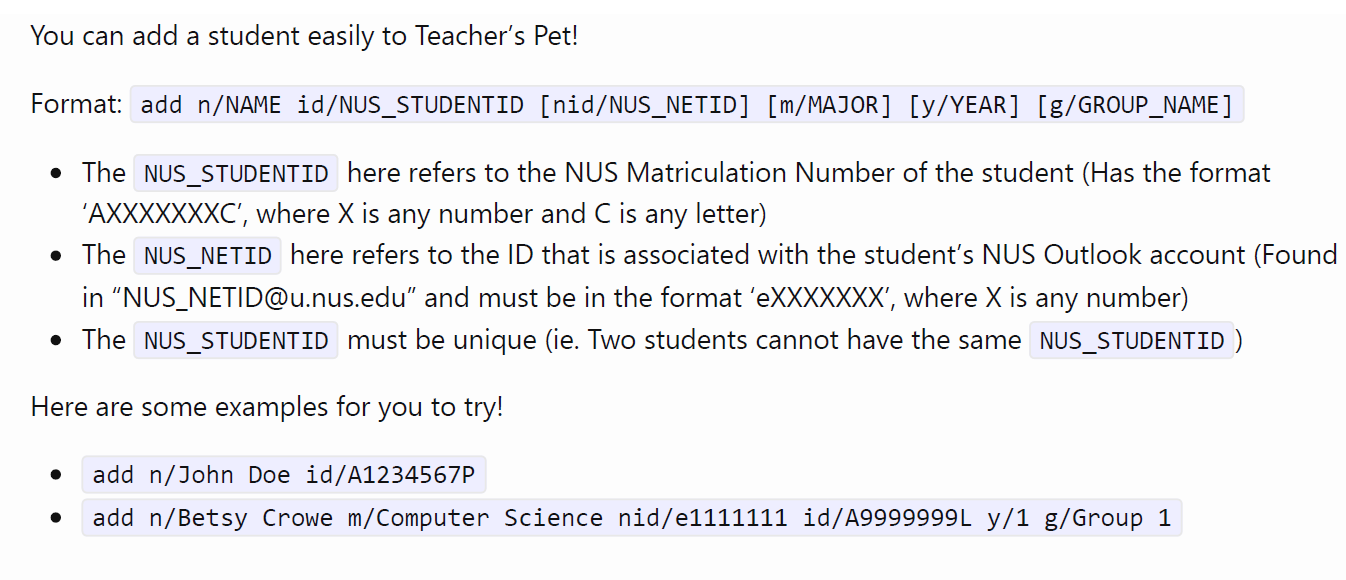 You can add a student easily to Teacher’s Pet!
Format: add n/NAME id/NUS_STUDENTID [nid/NUS_NETID] [m/MAJOR] [y/YEAR] [g/GROUP_NAME]
• The NUS_STUDENTID here refers to the NUS Matriculation Number of the student (Has the format
‘AXXXXXXXC’, where X is any number and C is any letter)
• The NUS_NETID here refers to the ID that is associated with the student’s NUS Outlook account (Found
in “NUS_NETID@u.nus.edu” and must be in the format ‘eXXXXXXX’, where X is any number)
• The NUS_STUDENTID must be unique (ie. Two students cannot have the same NUS_STUDENTID)
Here are some examples for you to try!
• add n/John Doe id/A1234567P
• add n/Betsy Crowe m/Computer Science nid/e1111111 id/A9999999L y/1 g/Group 1